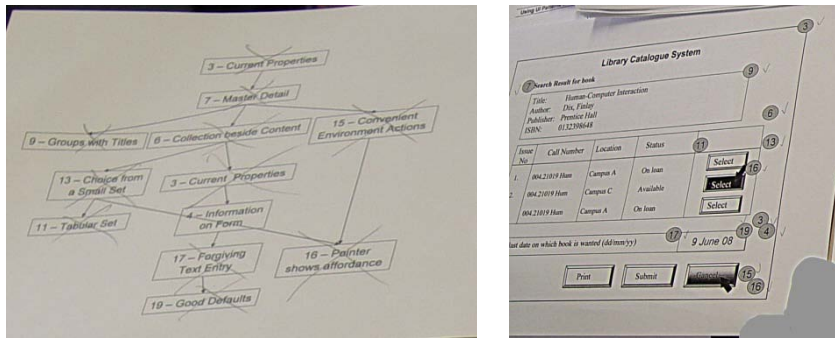 3 – Current Properties
7 – Master Detail
9 – Groups with Titles
6 – Collection beside Content
15 – Convenient
Environment Actions
13 – Choice from
a Small Set
3 – Current Properties
11 – Tabular Set
4 – Information
on Form
17 – Forgiving
Text Entry
16 – Pointer
shows affordance
19 – Good Defaults
Using UI
3
Library Catalogue System
7 Search Result for book
9
Title: Human-Computer Interaction
Author: Dix, Finlay
Publisher: Prentice Hall
ISBN: 0132398648
6
Issue No Call Number Location Status 11
13
1. 004.21019 Hum Campus A On loan Select
16
2. 004.21019 Hum Campus C Available Select
004.21019 Hum Campus A On loan Select
3
last date on which book is wanted (dd/mm/yy) 17 9 June 08 19 4
Print Submit Cancel 15
16